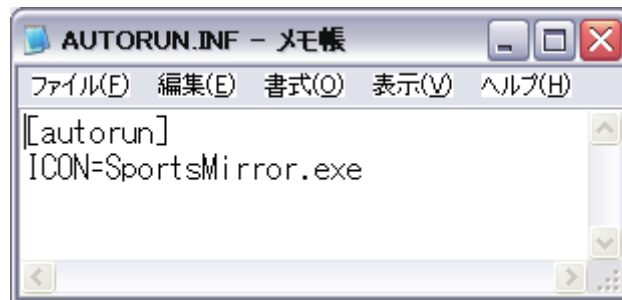 AUTORUN.INF - メモ帳
ファイル(F) 編集(E) 書式(O) 表示(V) ヘルプ(H)
[autorun]
ICON=SportsMirror.exe